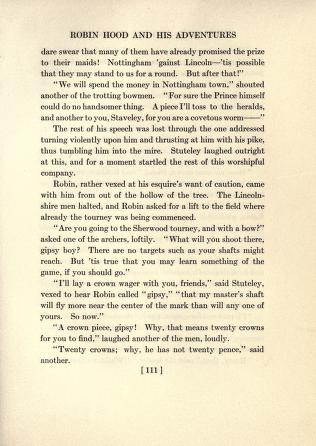 ROBIN HOOD AND HIS ADVENTURES
dare swear that many of them have already promised the prize
to their maids! Nottingham 'gainst Lincoln—'tis possible
that they may stand to us for a round. But after that!"
"We will spend the money in Nottingham town," shouted
another of the trotting bowmen. "For sure the Prince himself
could do no handsomer thing. A piece I'll toss to the heralds,
and another to you, Staveley, for you are a covetous worm——"
The rest of his speech was lost through the one addressed
turning violently upon him and thrusting at him with his pike,
thus tumbling him into the mire. Stuteley laughed outright
at this, and for a moment startled the rest of this worshipful
company.
Robin, rather vexed at his esquire's want of caution, came
with him from out of the hollow of the tree. The Lincoln-
shire men halted, and Robin asked for a lift to the field where
already the tourney was being commenced.
"Are you going to the Sherwood tourney, and with a bow?"
asked one of the archers, loftily. "What will you shoot there,
gipsy boy? There are no targets such as your shafts might
reach. But 'tis true that you may learn something of the
game, if you should go."
"I'll lay a crown wager with you, friends," said Stuteley,
vexed to hear Robin called "gipsy," "that my master's shaft
will fly more near the center of the mark than will any one of
yours. So now."
"A crown piece, gipsy! Why, that means twenty crowns
for you to find," laughed another of the men, loudly.
"Twenty crowns; why, he has not twenty pence," said
another.
[ 111 ]